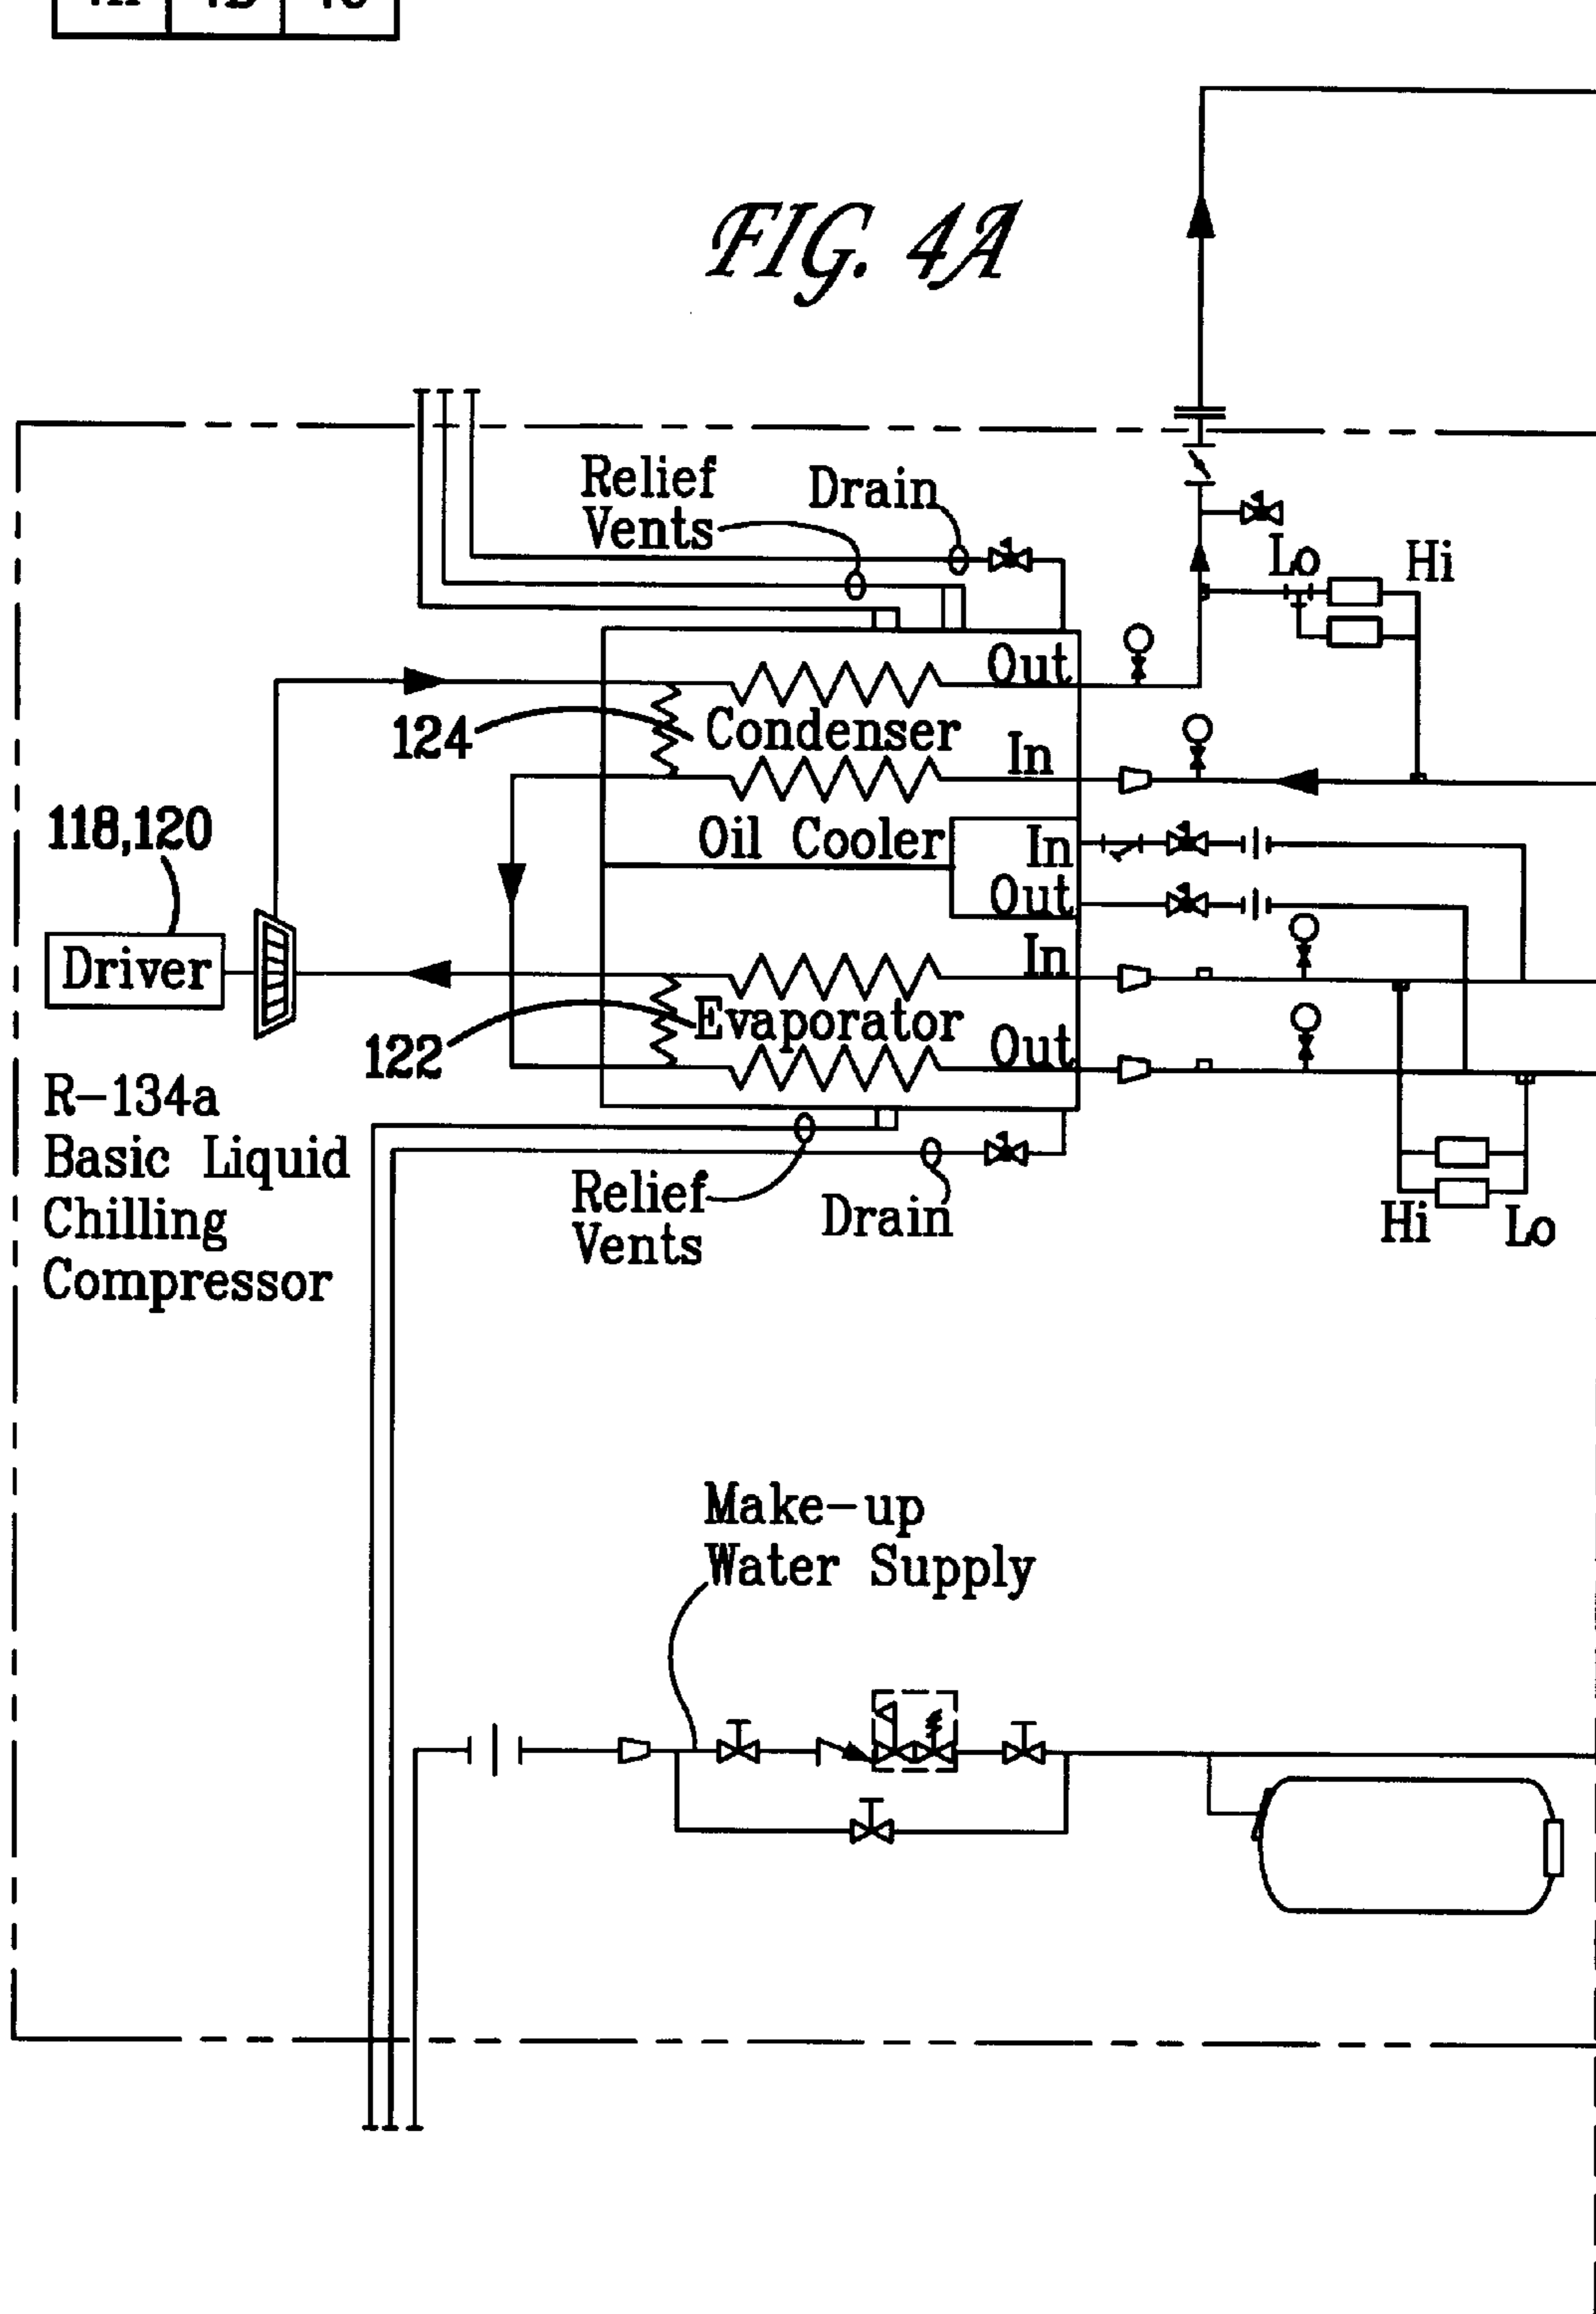 FIG. 4A
Relief
Vents
Drain
Lo
Hi
Out
124
Condenser
In
118,120
Oil Cooler
In
Out
Driver
In
Evaporator
122
Out
R-134a
Basic Liquid
Chilling
Compressor
Relief
Vents
Drain
Hi
Lo
Make-up
Water Supply